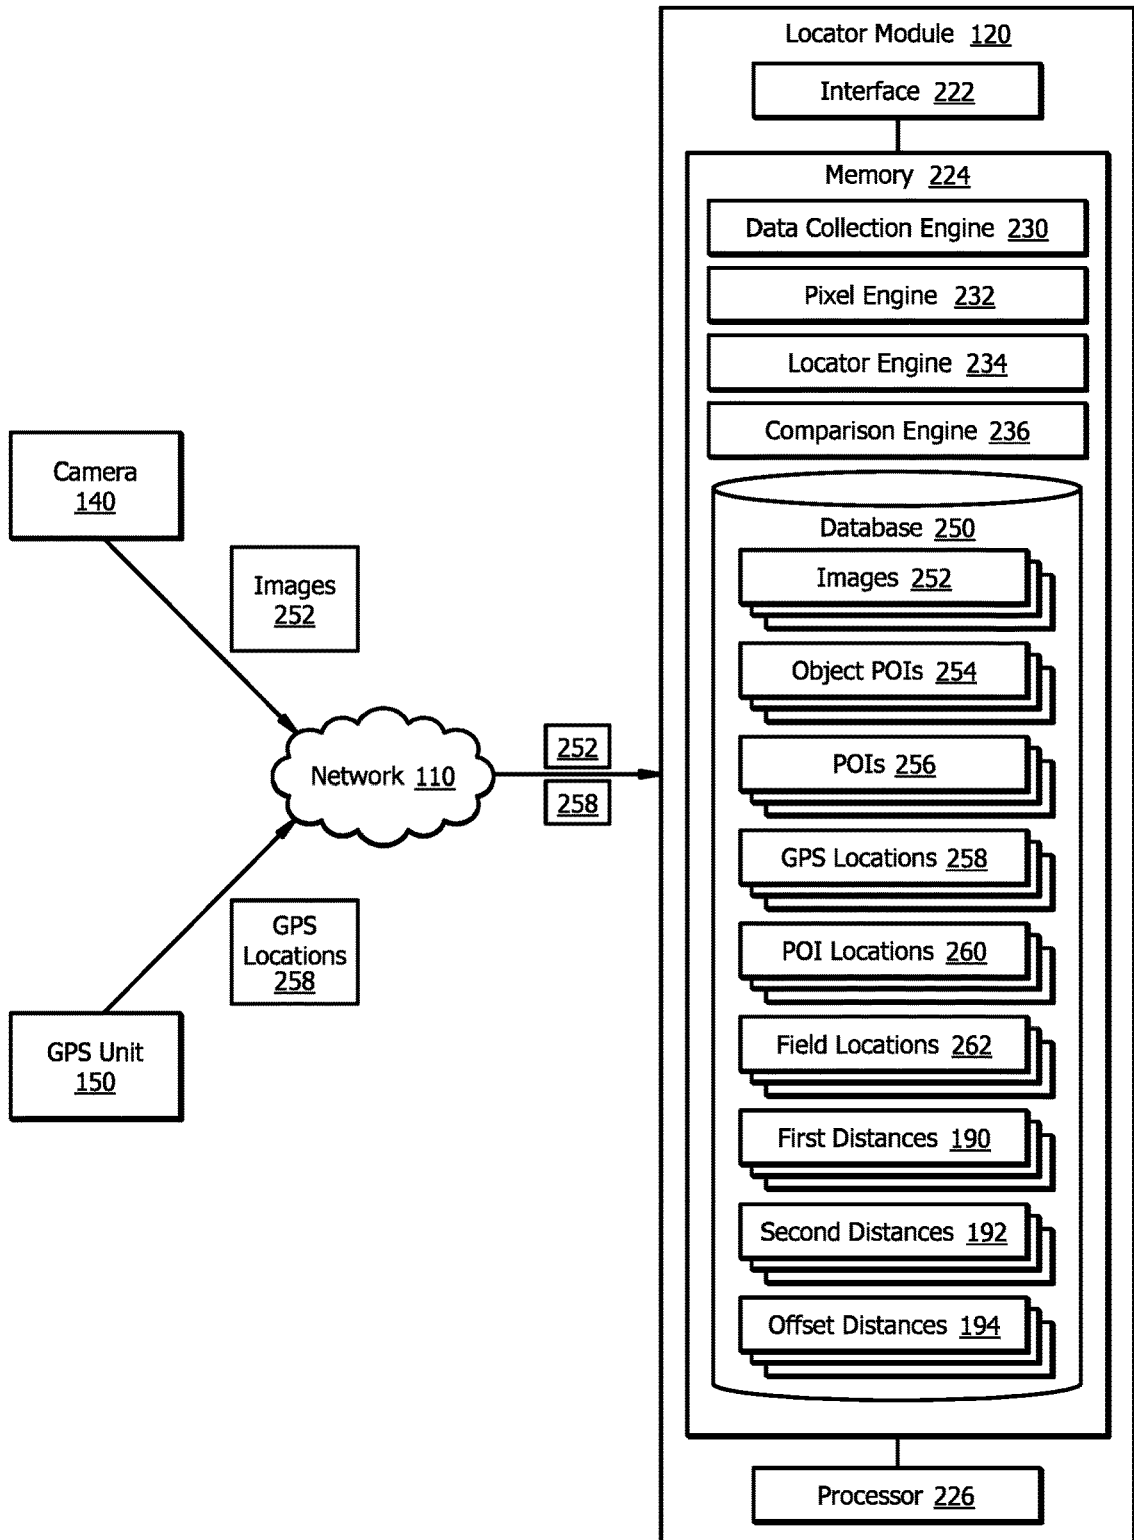 Locator Module 120
Interface 222
Memory 224
Data Collection Engine 230
Pixel Engine 232
Locator Engine 234
Comparison Engine 236
Database 250
Images 252
Object POIs 254
POIs 256
GPS Locations 258
POI Locations 260
Field Locations 262
First Distances 190
Second Distances 192
Offset Distances 194
Processor 226
Camera
140
Images
252
Network 110
252
258
GPS
Locations
258
GPS Unit
150